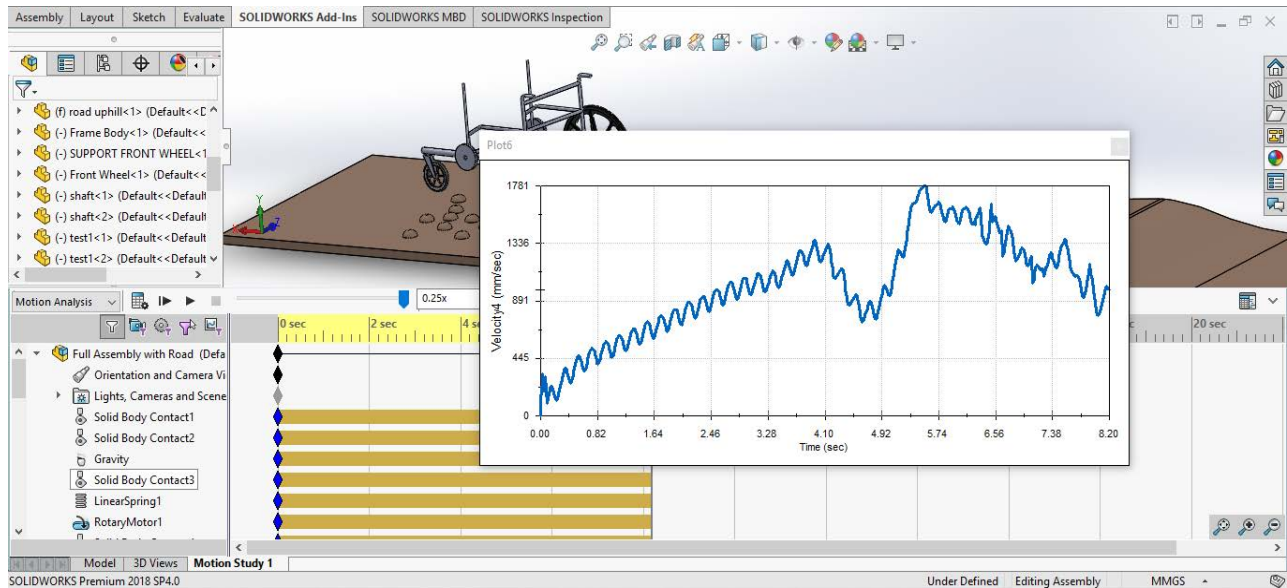 Assembly Layout Sketch Evaluate SOLIDWORKS Add-Ins SOLIDWORKS MBD SOLIDWORKS Inspection
(f) road uphill<1> (Default<<D
(-) Frame Body<1> (Default<<
(-) SUPPORT FRONT WHEEL<1
(-) Front Wheel<1> (Default<<
(-) shaft<1> (Default<<Default
(-) shaft<2> (Default<<Default
(-) test1<1> (Default<<Default
(-) test1<2> (Default<<Default
Y
Z
Plot6
1781
1336
891
445
0
Velocity4 (mm/sec)
0.00 0.82 1.64 2.46 3.28 4.10 4.92 5.74 6.56 7.38 8.20
Time (sec)
Motion Analysis 0.25x
0 sec 2 sec 4 se 20 sec
Full Assembly with Road (Defa
Orientation and Camera Vi
Lights, Cameras and Scene
Solid Body Contact1
Solid Body Contact2
Gravity
Solid Body Contact3
LinearSpring1
RotaryMotor1
Model 3D Views Motion Study 1
SOLIDWORKS Premium 2018 SP4.0 Under Defined Editing Assembly MMGS